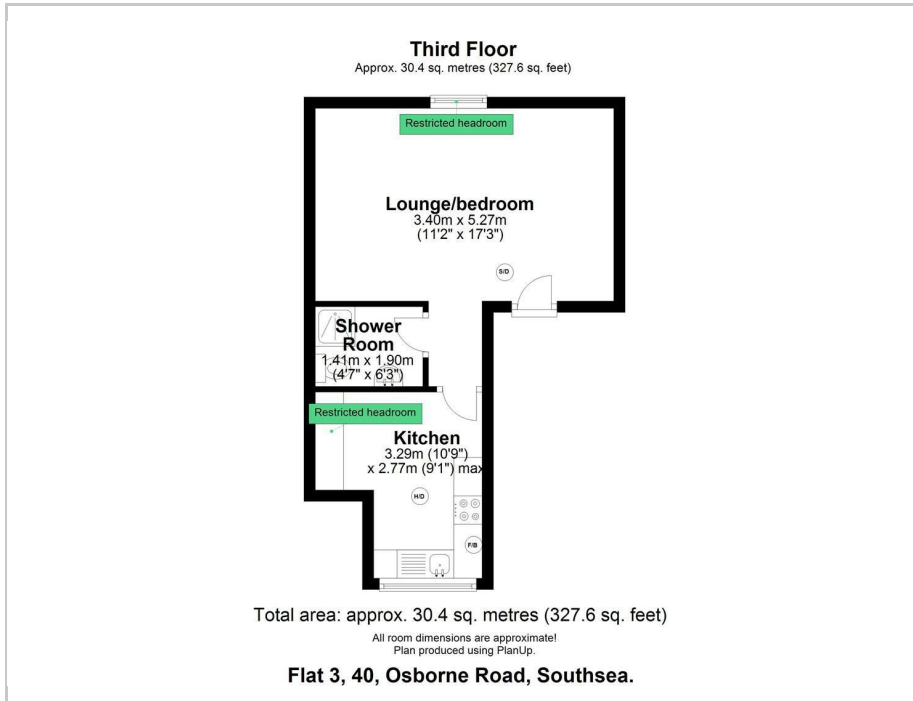 Third Floor
Approx. 30.4 sq. metres (327.6 sq. feet)
Restricted headroom
Lounge/bedroom
3.40m x 5.27m
(11'2" x 17'3")
S/D
Shower
Room
1.41m x 1.90m
(4'7" x 6'3")
Restricted headroom
Kitchen
3.29m (10'9")
x 2.77m (9'1") max
H/D
F/B
Total area: approx. 30.4 sq. metres (327.6 sq. feet)
All room dimensions are approximate!
Plan produced using PlanUp.
Flat 3, 40, Osborne Road, Southsea.